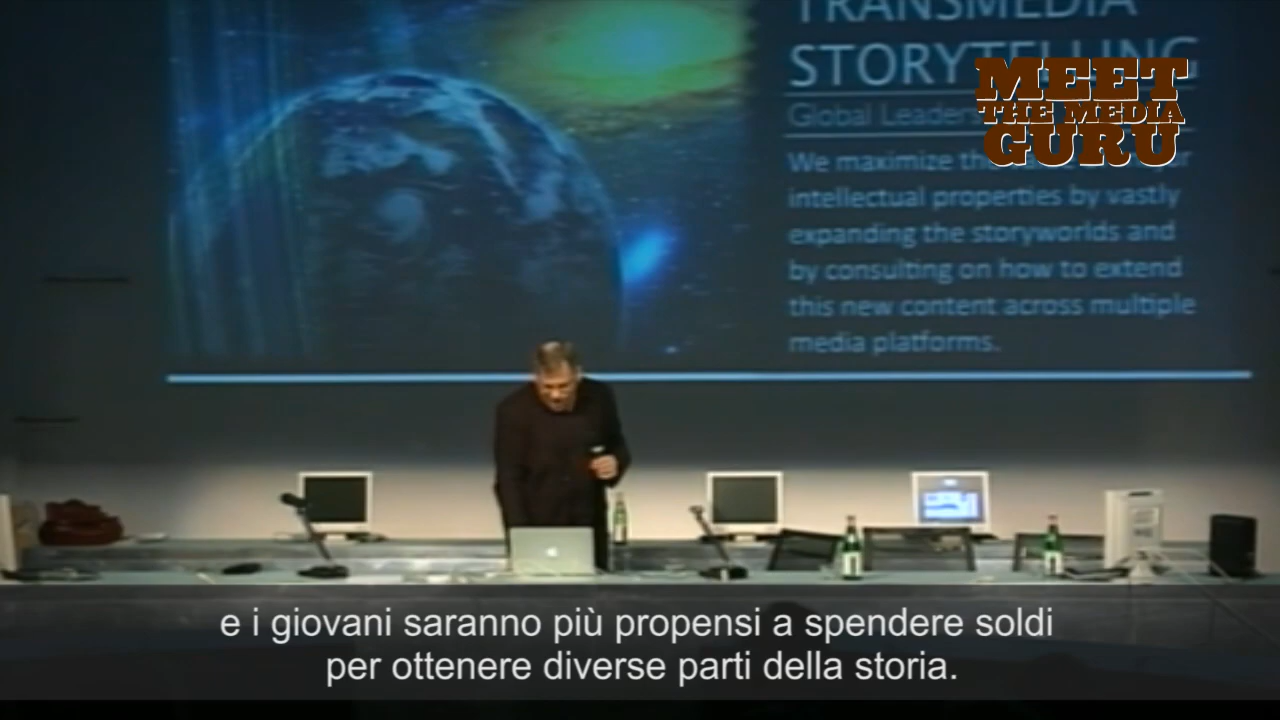 TRANSMEDIA
STORYTELLING
Global
MEET
THE MEDIA
GURU
We maximize
intellectual properties by vastly
expanding the storyworlds and
by consulting on how to extend
this new content across multiple
media platforms.
e i giovani saranno più propensi a spendere soldi
per ottenere diverse parti della storia.